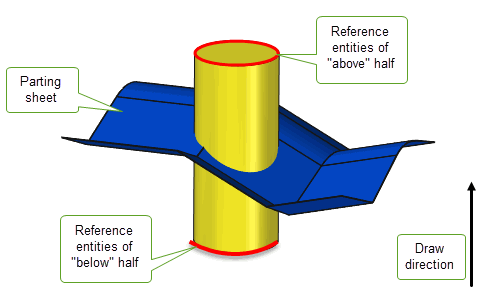 Reference
entities of
"above" half
Parting
sheet
Reference
entities of
"below" half
Draw
direction